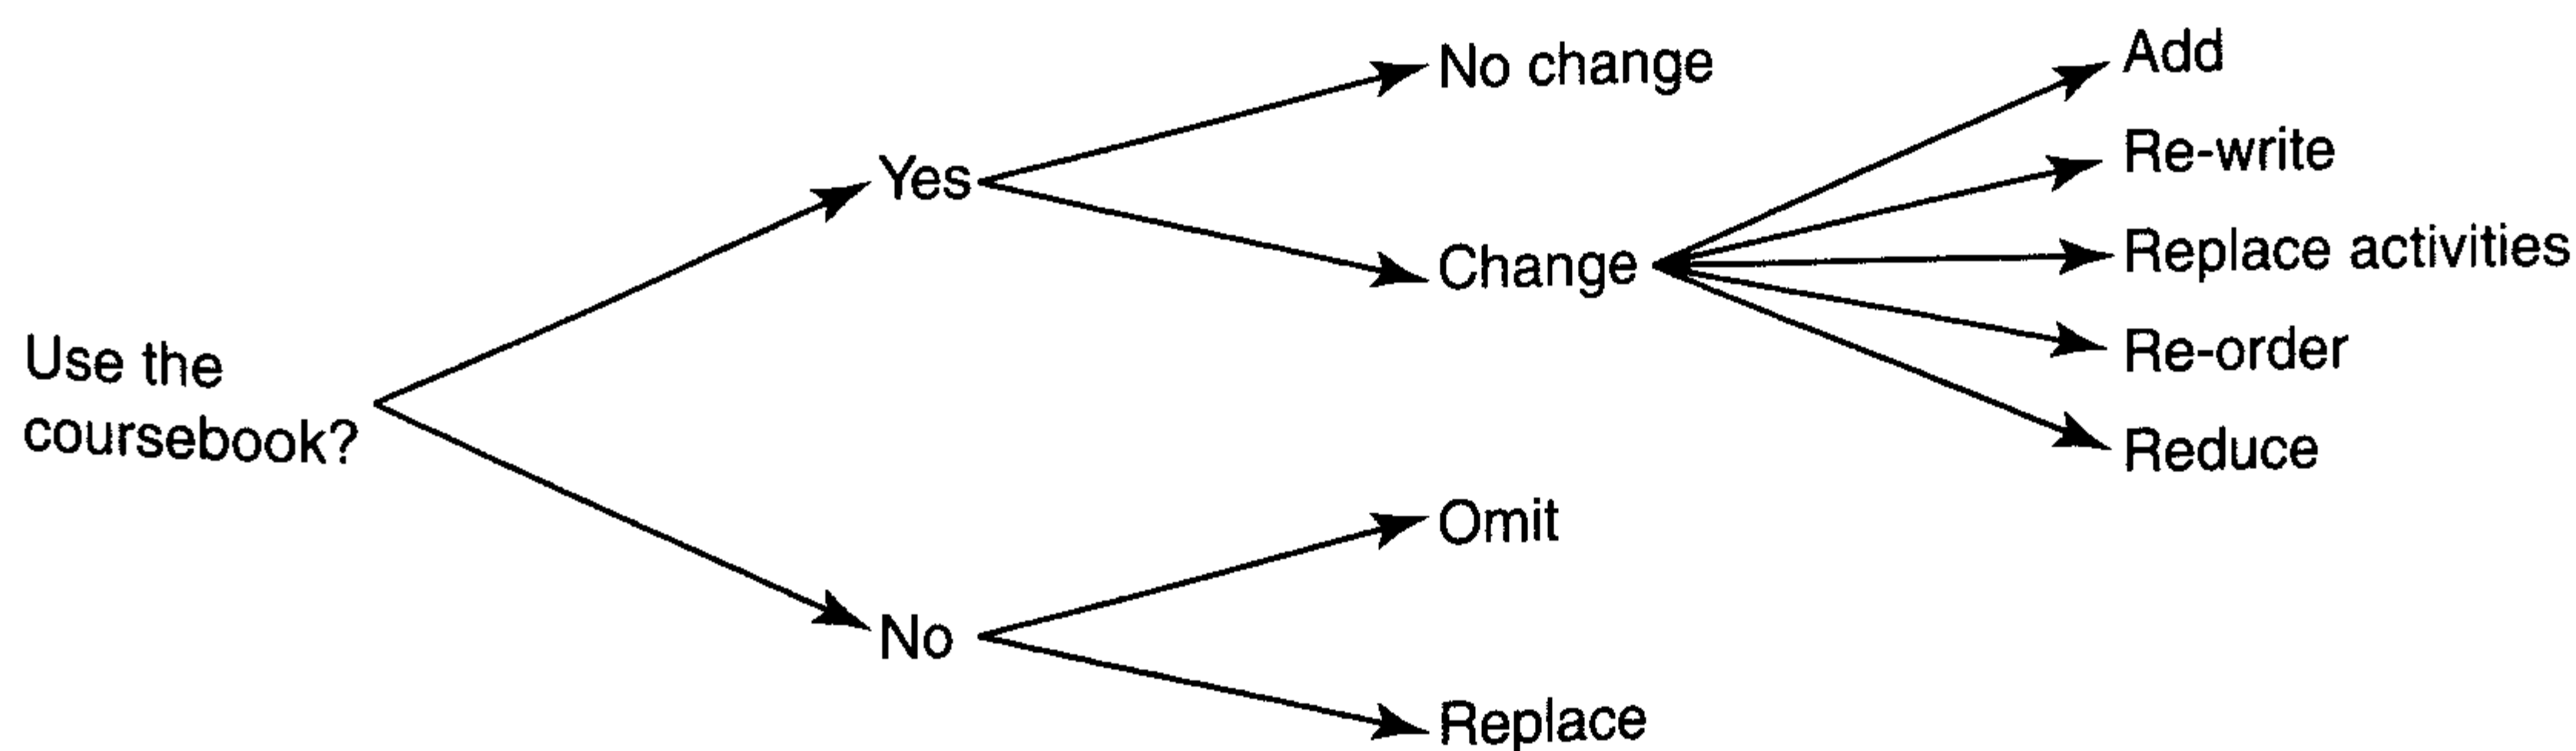 Use the
coursebook?
Yes
No
No change
Change
Omit
Replace
Add
Re-write
Replace activities
Re-order
Reduce